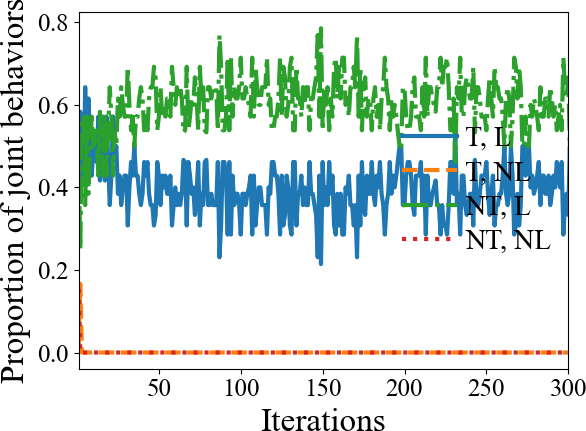 Proportion of joint behaviors
0.8
0.6
0.4
0.2
0.0
T, L
T, NL
NT, L
NT, NL
50
100
150
200
250
300
Iterations